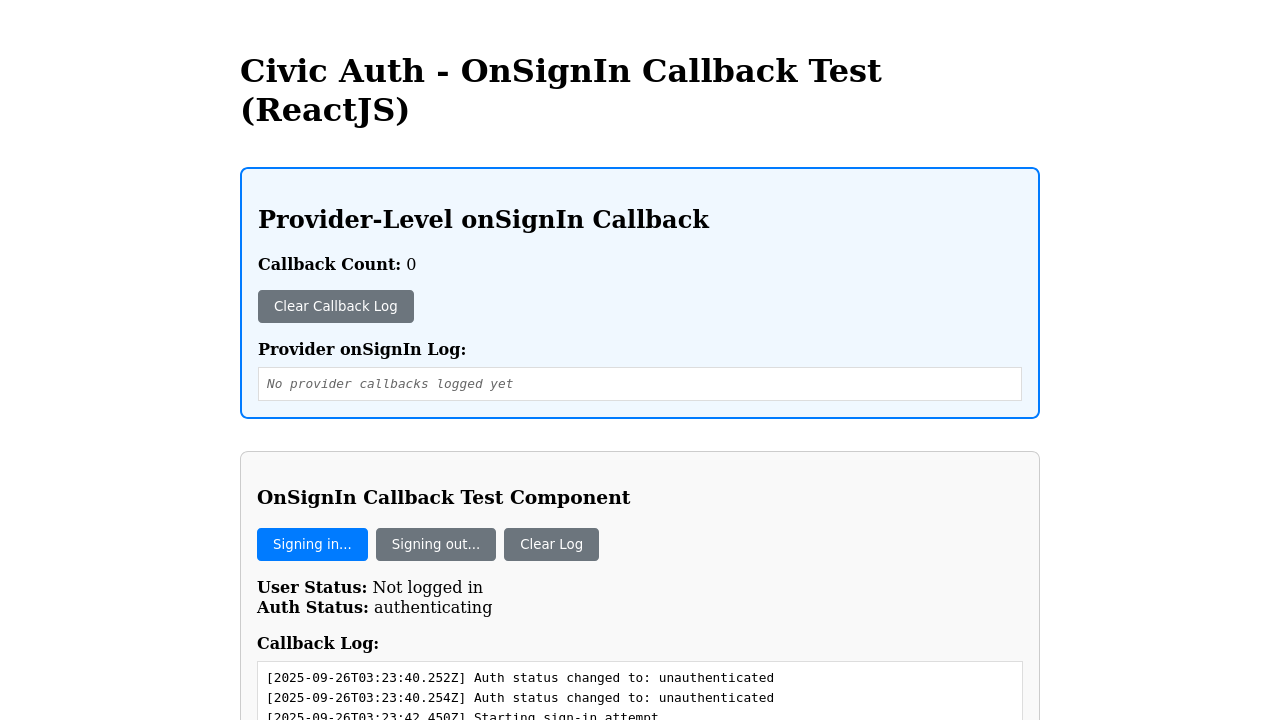 Civic Auth - OnSignIn Callback Test
(ReactJS)
Provider-Level onSignIn Callback
Callback Count: 0
Clear Callback Log
Provider onSignIn Log:
No provider callbacks logged yet
OnSignIn Callback Test Component
Signing in... Signing out... Clear Log
User Status: Not logged in
Auth Status: authenticating
Callback Log:
[2025-09-26T03:23:40.252Z] Auth status changed to: unauthenticated
[2025-09-26T03:23:40.254Z] Auth status changed to: unauthenticated
[2025-09-26T03:23:42.450Z] Starting sign-in attempt